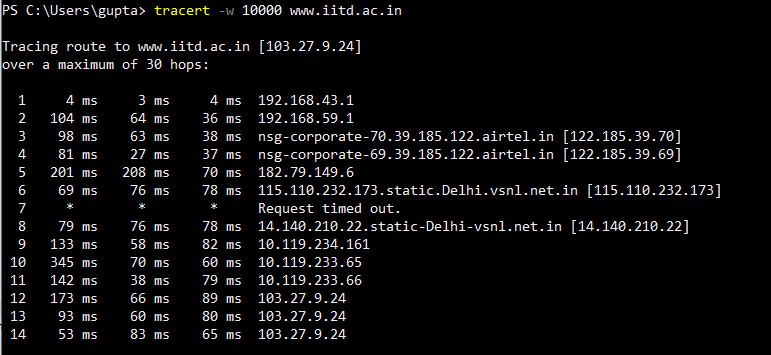 PS C:\Users\gupta> tracert -w 10000 www.iitd.ac.in
Tracing route to www.iitd.ac.in [103.27.9.24]
over a maximum of 30 hops:
1 4 ms 3 ms 4 ms 192.168.43.1
2 104 ms 64 ms 36 ms 192.168.59.1
3 98 ms 63 ms 38 ms nsg-corporate-70.39.185.122.airtel.in [122.185.39.70]
4 81 ms 27 ms 37 ms nsg-corporate-69.39.185.122.airtel.in [122.185.39.69]
5 201 ms 208 ms 70 ms 182.79.149.6
6 69 ms 76 ms 78 ms 115.110.232.173.static.Delhi.vsnl.net.in [115.110.232.173]
7 * * * Request timed out.
8 79 ms 76 ms 78 ms 14.140.210.22.static-Delhi-vsnl.net.in [14.140.210.22]
9 133 ms 58 ms 82 ms 10.119.234.161
10 345 ms 70 ms 60 ms 10.119.233.65
11 142 ms 38 ms 79 ms 10.119.233.66
12 173 ms 66 ms 89 ms 103.27.9.24
13 93 ms 60 ms 80 ms 103.27.9.24
14 53 ms 83 ms 65 ms 103.27.9.24